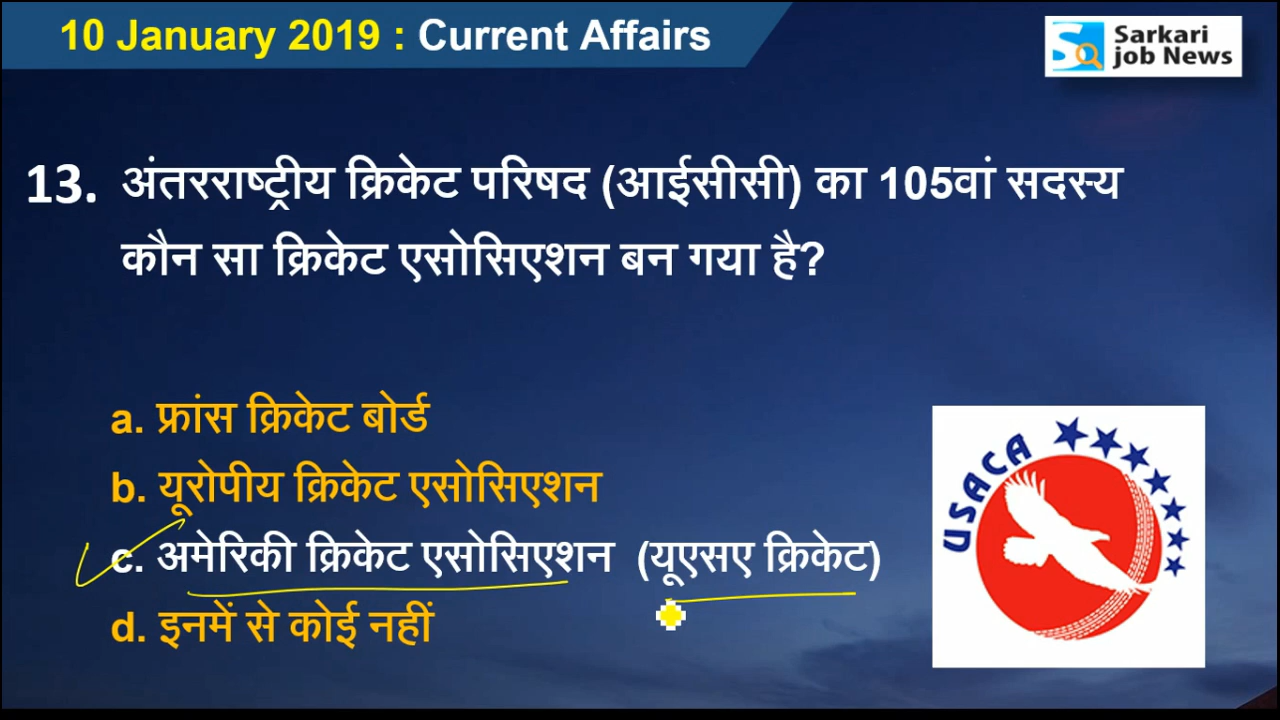 10 January 2019 : Current Affairs
Sarkari
job News
13. अंतरराष्ट्रीय क्रिकेट परिषद (आईसीसी) का 105वां सदस्य
कौन सा क्रिकेट एसोसिएशन बन गया है?
a. फ्रांस क्रिकेट बोर्ड
b. यूरोपीय क्रिकेट एसोसिएशन
c. अमेरिकी क्रिकेट एसोसिएशन (यूएसए क्रिकेट)
d. इनमें से कोई नहीं
USACA